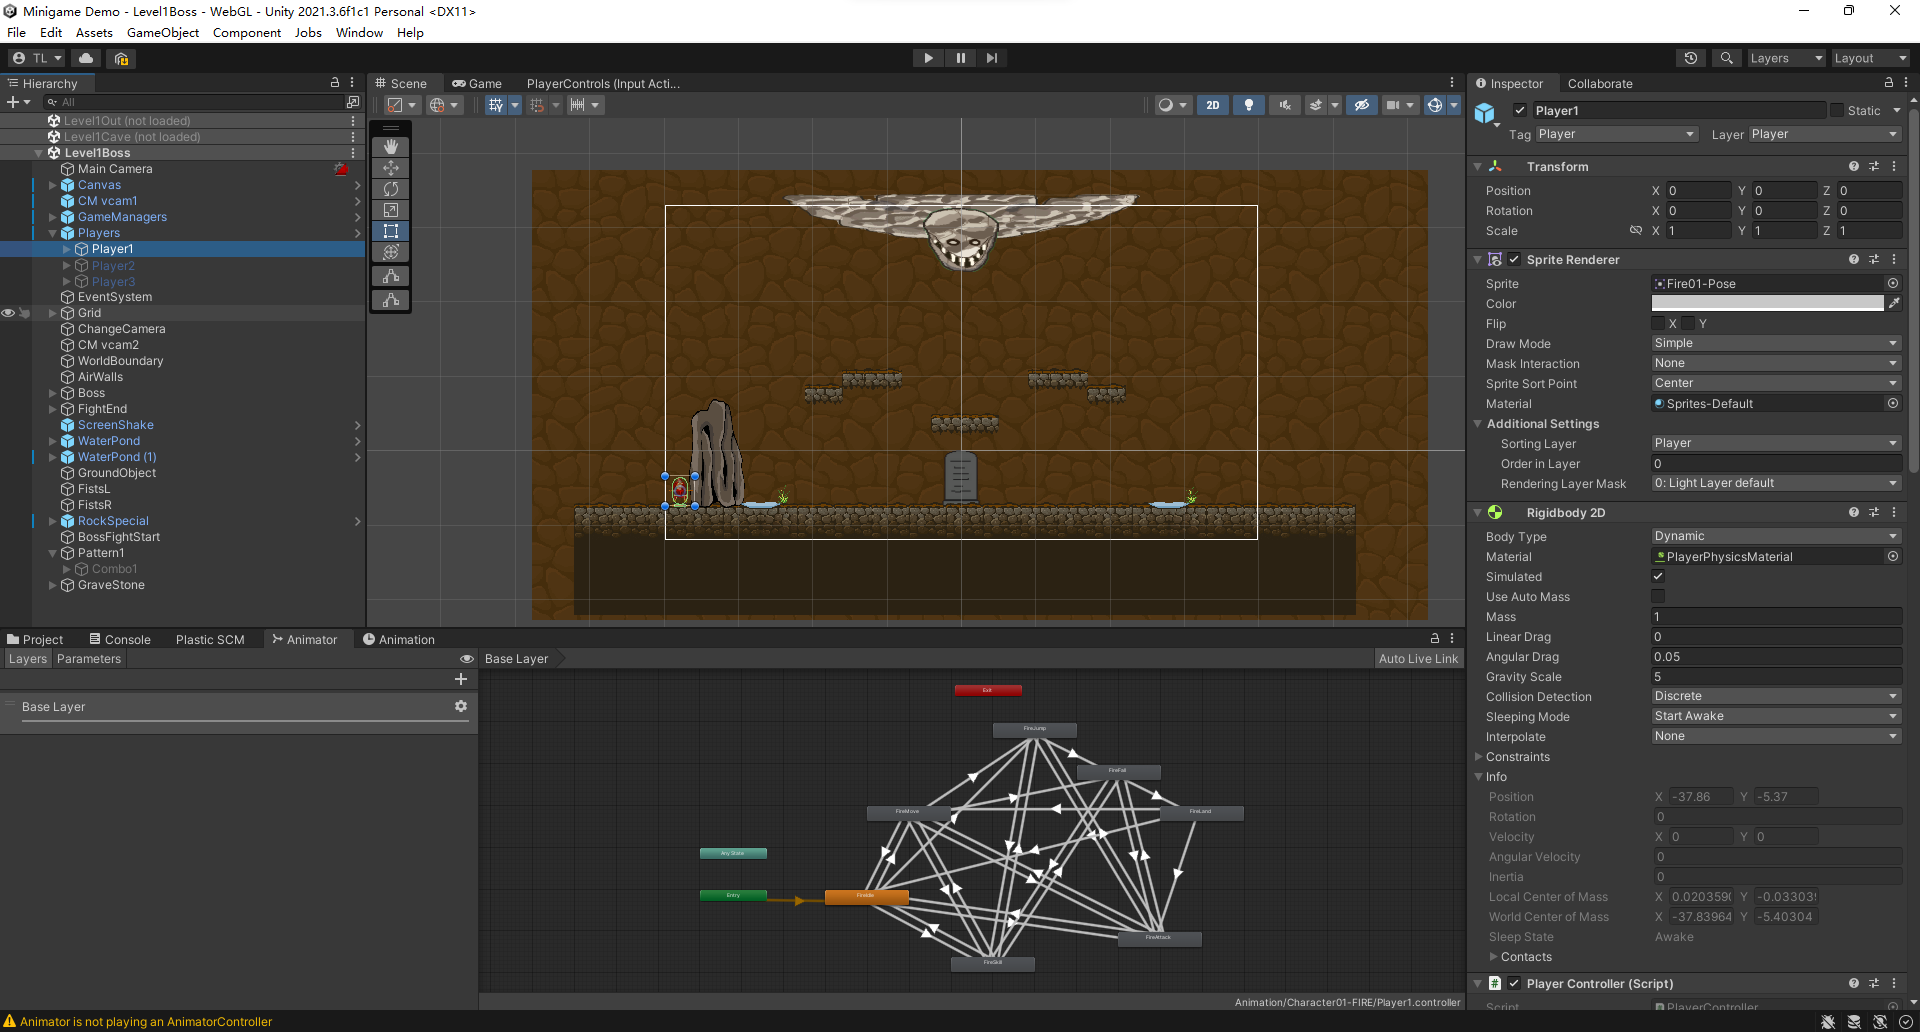 Minigame Demo - Level1Boss - WebGL - Unity 2021.3.6f1c1 Personal <DX11>
File Edit Assets GameObject Component Jobs Window Help
TL
Layers Layout
Hierarchy
All
Level1Out (not loaded)
Level1Cave (not loaded)
Level1Boss
Main Camera
Canvas
CM vcam1
GameManagers
Players
Player1
Player2
Player3
EventSystem
Grid
ChangeCamera
CM vcam2
WorldBoundary
AirWalls
Boss
FightEnd
ScreenShake
WaterPond
WaterPond (1)
GroundObject
FistsL
FistsR
RockSpecial
BossFightStart
Pattern1
Combo1
GraveStone
Scene Game PlayerControls (Input Acti...
2D
Inspector Collaborate
Player1 Static
Tag Player Layer Player
Transform
Position X 0 Y 0 Z 0
Rotation X 0 Y 0 Z 0
Scale X 1 Y 1 Z 1
Sprite Renderer
Sprite Fire01-Pose
Color
Flip X Y
Draw Mode Simple
Mask Interaction None
Sprite Sort Point Center
Material Sprites-Default
Additional Settings
Sorting Layer Player
Order in Layer 0
Rendering Layer Mask 0: Light Layer default
Rigidbody 2D
Body Type Dynamic
Material PlayerPhysicsMaterial
Simulated
Use Auto Mass
Mass 1
Linear Drag 0
Angular Drag 0.05
Gravity Scale 5
Collision Detection Discrete
Sleeping Mode Start Awake
Interpolate None
Constraints
Info
Position X -37.86 Y -5.37
Rotation 0
Velocity X 0 Y 0
Angular Velocity 0
Inertia 0
Local Center of Mass X 0.020359 Y -0.03303
World Center of Mass X -37.83964 Y -5.40304
Sleep State Awake
Contacts
Player Controller (Script)
Script PlayerController
Project Console Plastic SCM Animator Animation
Layers Parameters Base Layer Auto Live Link
Base Layer
Exit
FireJump
FireFall
FireMove
FireLand
Any State
Entry
FireIdle
FireAttack
FireSkill
Animation/Character01-FIRE/Player1.controller
Animator is not playing an AnimatorController